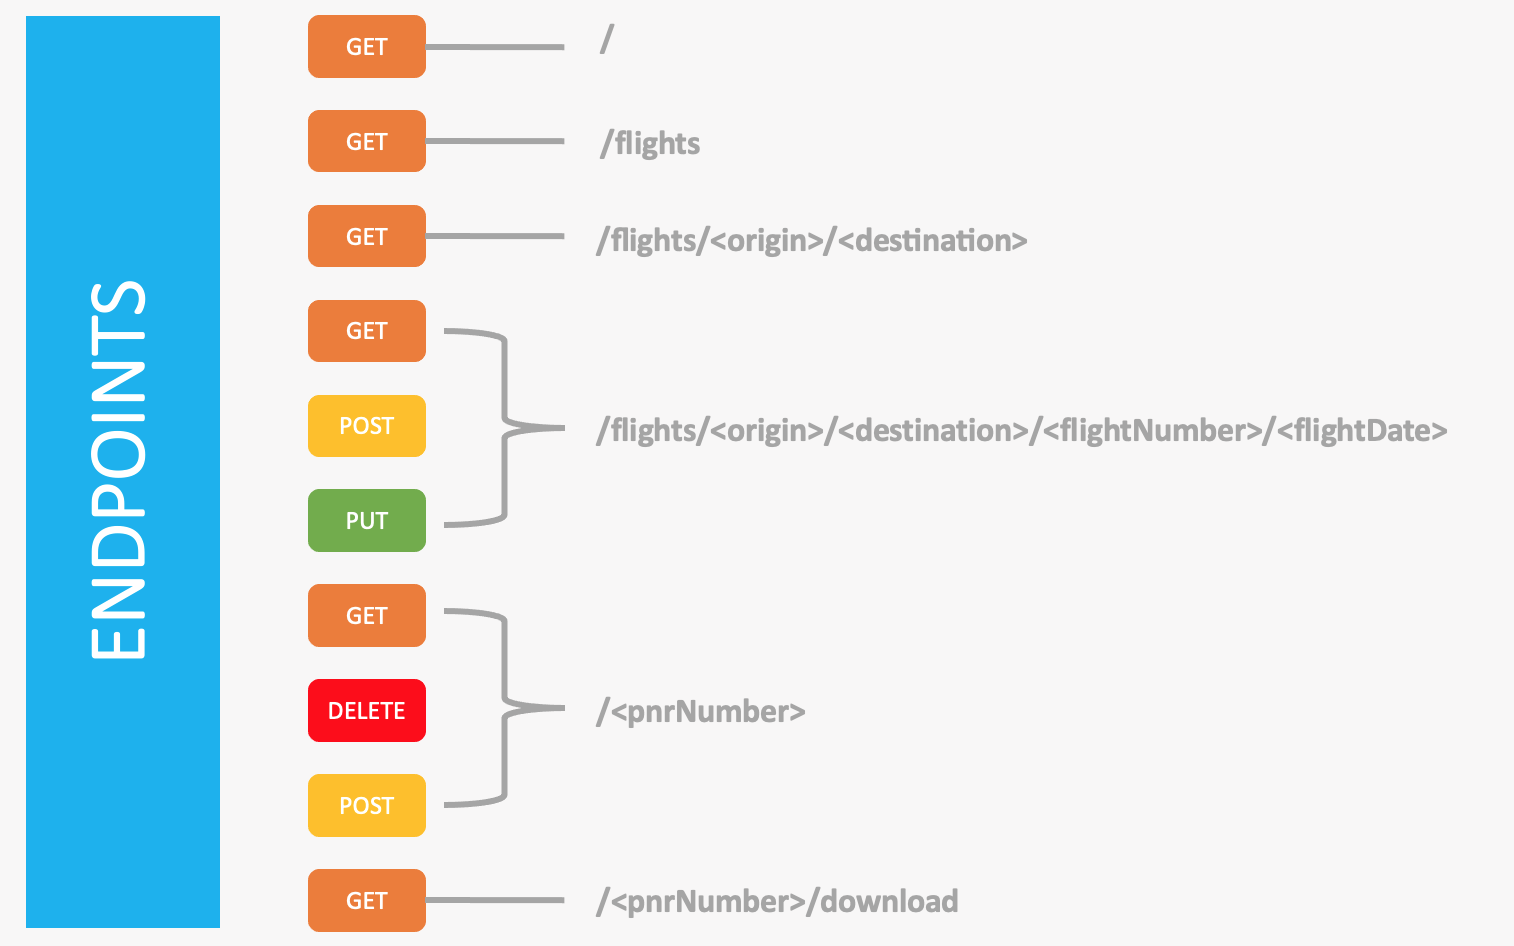 ENDPOINTS
GET /
GET /flights
GET /flights/<origin>/<destination>
GET
POST /flights/<origin>/<destination>/<flightNumber>/<flightDate>
PUT
GET
DELETE /<pnrNumber>
POST
GET /<pnrNumber>/download